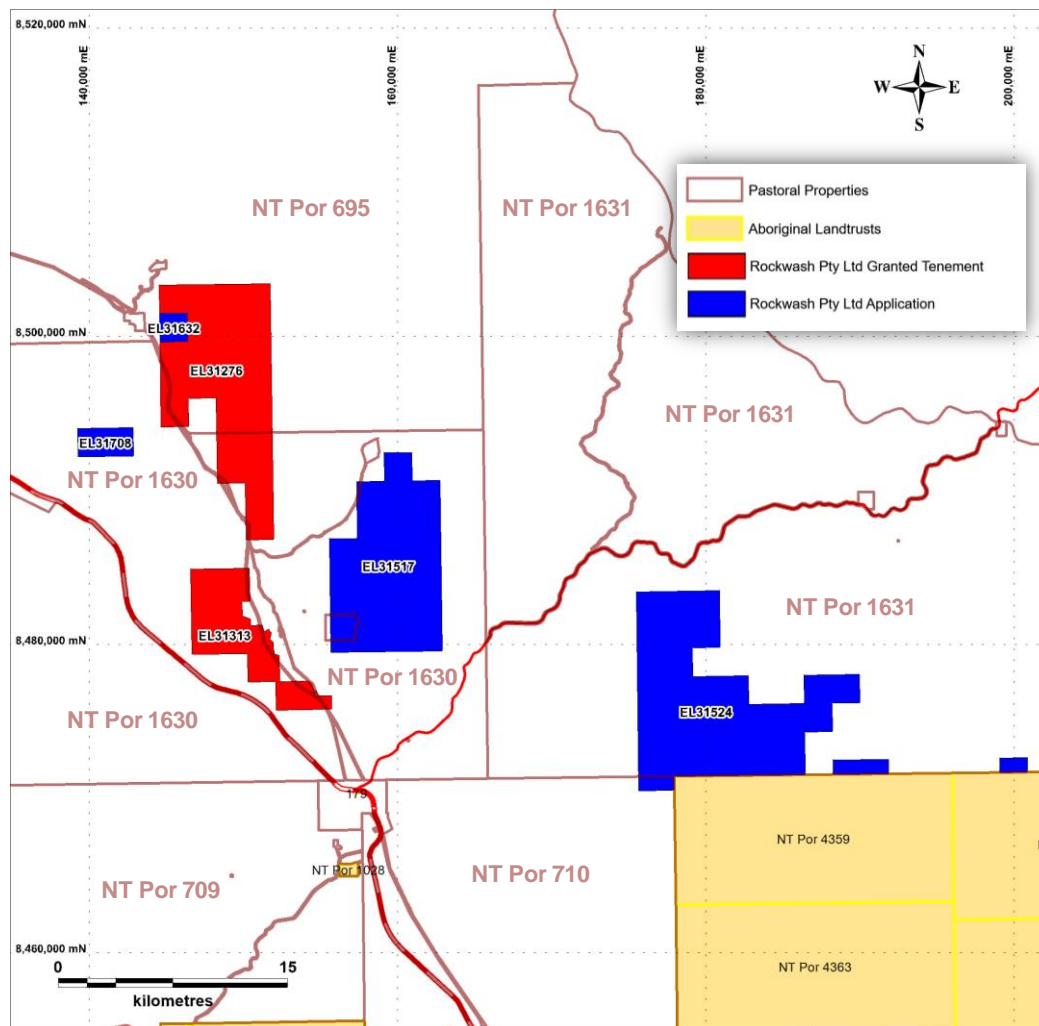 8,520,000 mN
140,000 mE
160,000 mE
180,000 mE
200,000 mE
N
W
E
S
Pastoral Properties
Aboriginal Landtrusts
Rockwash Pty Ltd Granted Tenement
Rockwash Pty Ltd Application
NT Por 695
NT Por 1631
8,500,000 mN
EL31632
EL31276
NT Por 1631
EL31708
NT Por 1630
EL31517
NT Por 1631
8,480,000 mN
EL31313
NT Por 1630
NT Por 1630
EL31524
179
NT Por 4359
NT Por 1028
NT Por 709
NT Por 710
8,460,000 mN
NT Por 4363
0
15
kilometres